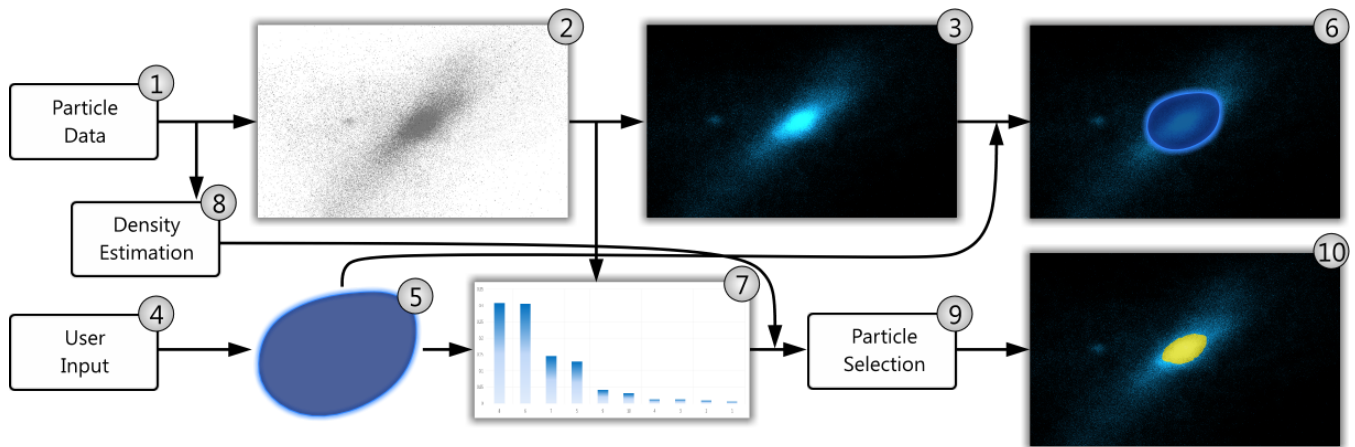 1
Particle
Data
2
3
6
8
Density
Estimation
4
User
Input
5
7
9
Particle
Selection
10